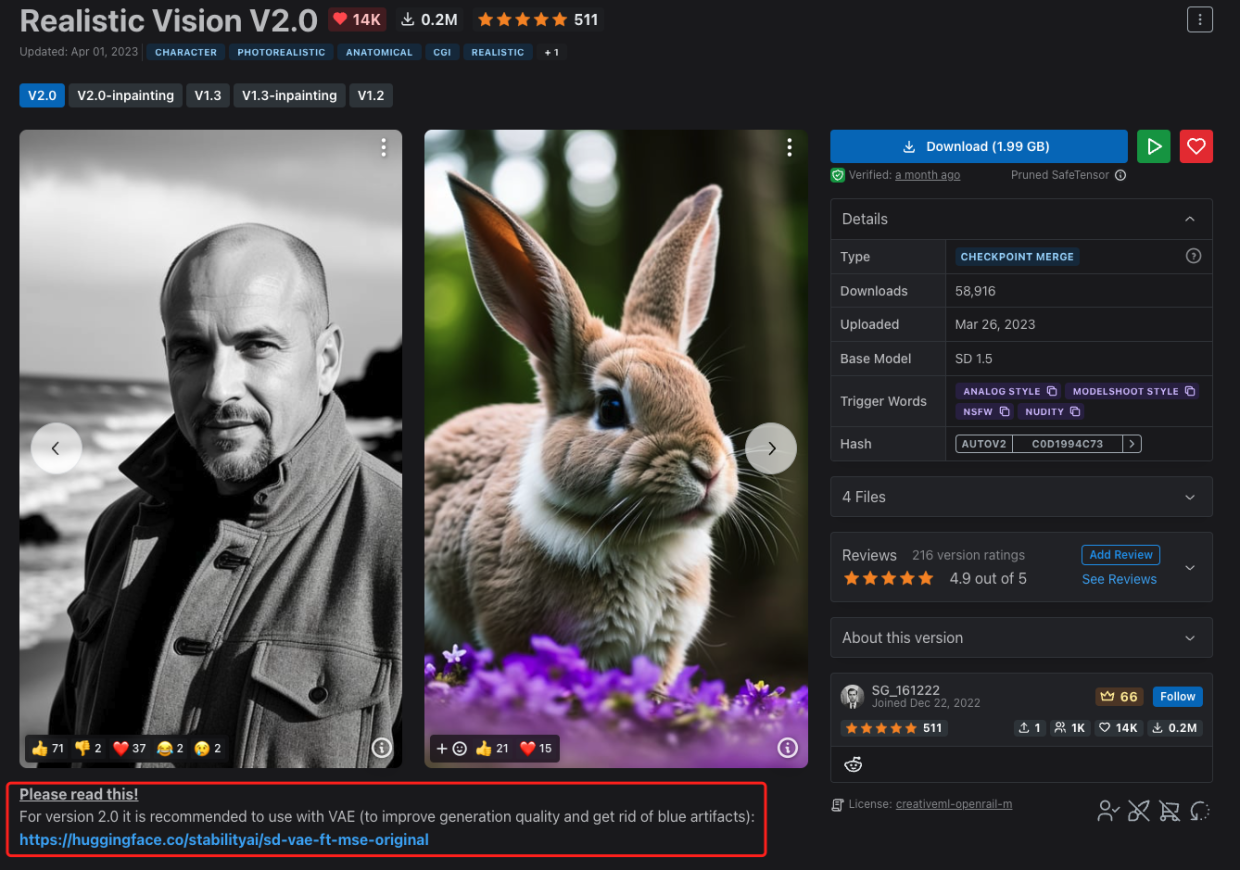 Realistic Vision V2.0 14K 0.2M 511
Updated: Apr 01, 2023 CHARACTER PHOTOREALISTIC ANATOMICAL CGI REALISTIC + 1
V2.0 V2.0-inpainting V1.3 V1.3-inpainting V1.2
Download (1.99 GB)
Verified: a month ago Pruned SafeTensor
Details
Type CHECKPOINT MERGE
Downloads 58,916
Uploaded Mar 26, 2023
Base Model SD 1.5
Trigger Words ANALOG STYLE MODELSHOOT STYLE
NSFW NUDITY
Hash AUTOV2 C0D1994C73
4 Files
Reviews 216 version ratings Add Review
4.9 out of 5 See Reviews
About this version
SG_161222 66 Follow
Joined Dec 22, 2022
511 1 1K 14K 0.2M
License: creativeml-openrail-m
👍 71 👎 2 ❤️ 37 😂 2 😢 2
👍 21 ❤️ 15
Please read this!
For version 2.0 it is recommended to use with VAE (to improve generation quality and get rid of blue artifacts):
https://huggingface.co/stabilityai/sd-vae-ft-mse-original